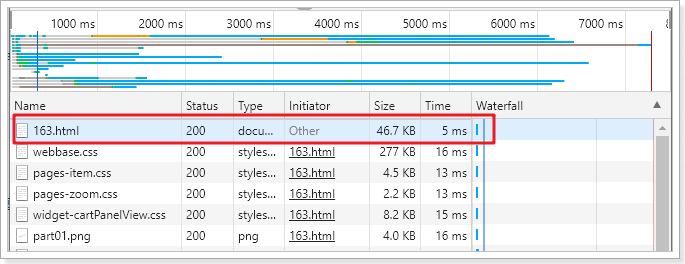 1000 ms 2000 ms 3000 ms 4000 ms 5000 ms 6000 ms 7000 ms
Name Status Type Initiator Size Time Waterfall
163.html 200 docu... Other 46.7 KB 5 ms
webbase.css 200 styles... 163.html 277 KB 16 ms
pages-item.css 200 styles... 163.html 4.5 KB 13 ms
pages-zoom.css 200 styles... 163.html 2.2 KB 13 ms
widget-cartPanelView.css 200 styles... 163.html 8.2 KB 15 ms
part01.png 200 png 163.html 4.0 KB 16 ms